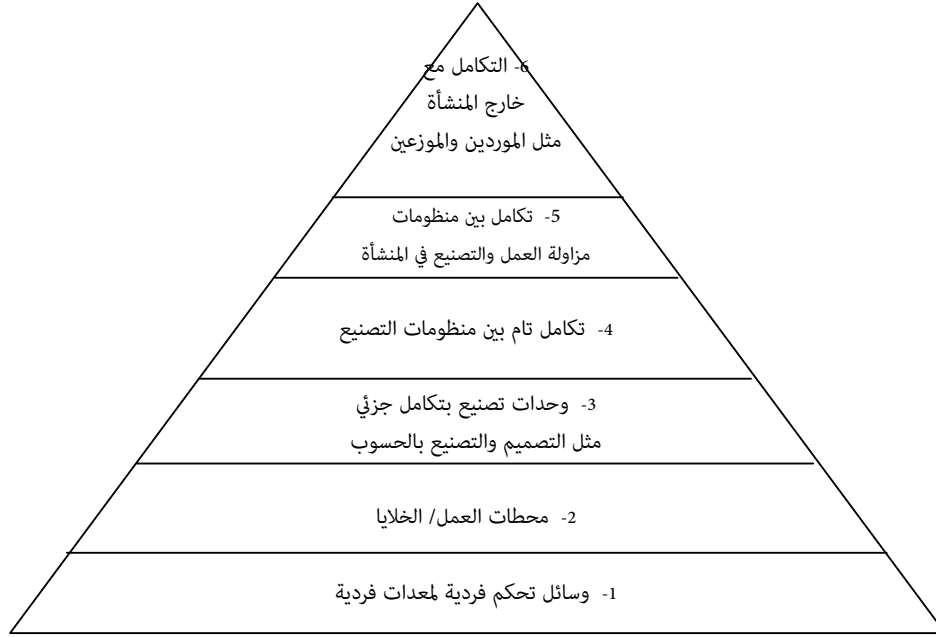 6- التكامل مع
خارج المنشأة
مثل الموردين والموزعين
5- تكامل بين منظومات
مزاولة العمل والتصنيع في المنشأة
4- تكامل تام بين منظومات التصنيع
3- وحدات تصنيع بتكامل جزئي
مثل التصميم والتصنيع بالحسوب
2- محطات العمل/ الخلايا
1- وسائل تحكم فردية لمعدات فردية